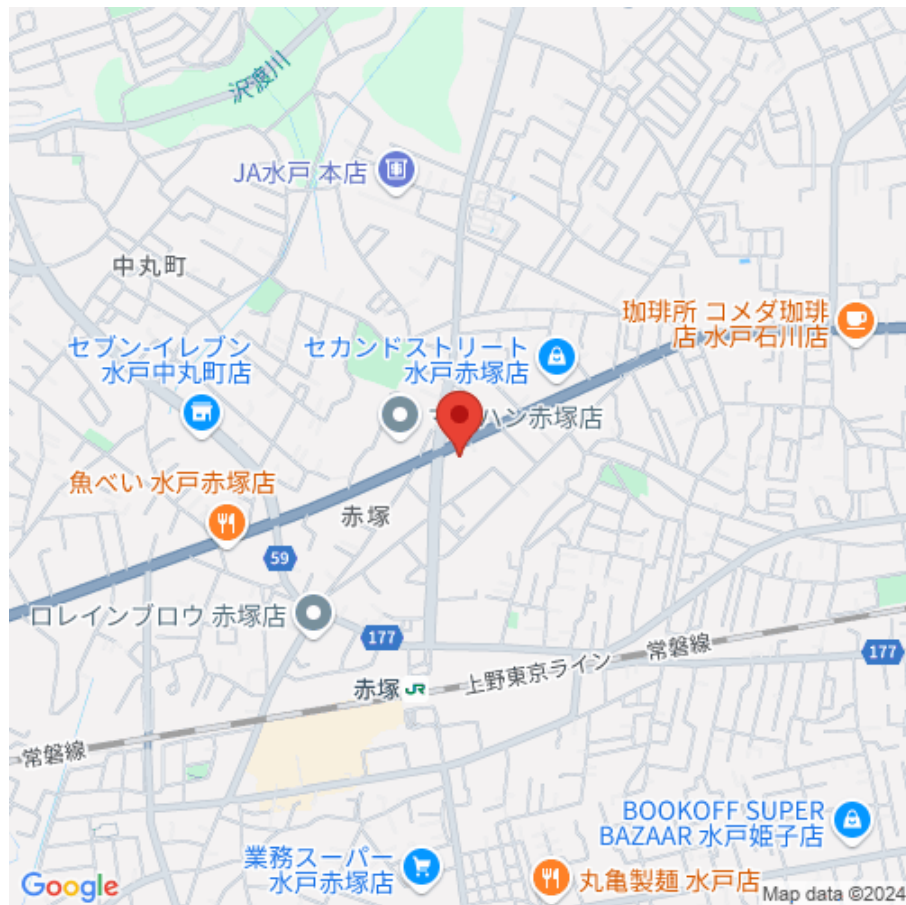 沢渡川
JA水戸 本店
中丸町
珈琲所 コメダ珈琲
店 水戸石川店
セブン-イレブン
水戸中丸町店
セカンドストリート
水戸赤塚店
ハン赤塚店
魚べい 水戸赤塚店
赤塚
59
ロレインブロウ 赤塚店
177
常磐線
177
上野東京ライン
赤塚
JR
常磐線
BOOKOFF SUPER
BAZAAR 水戸姫子店
業務スーパー
水戸赤塚店
丸亀製麺 水戸店
Google
Map data ©2024